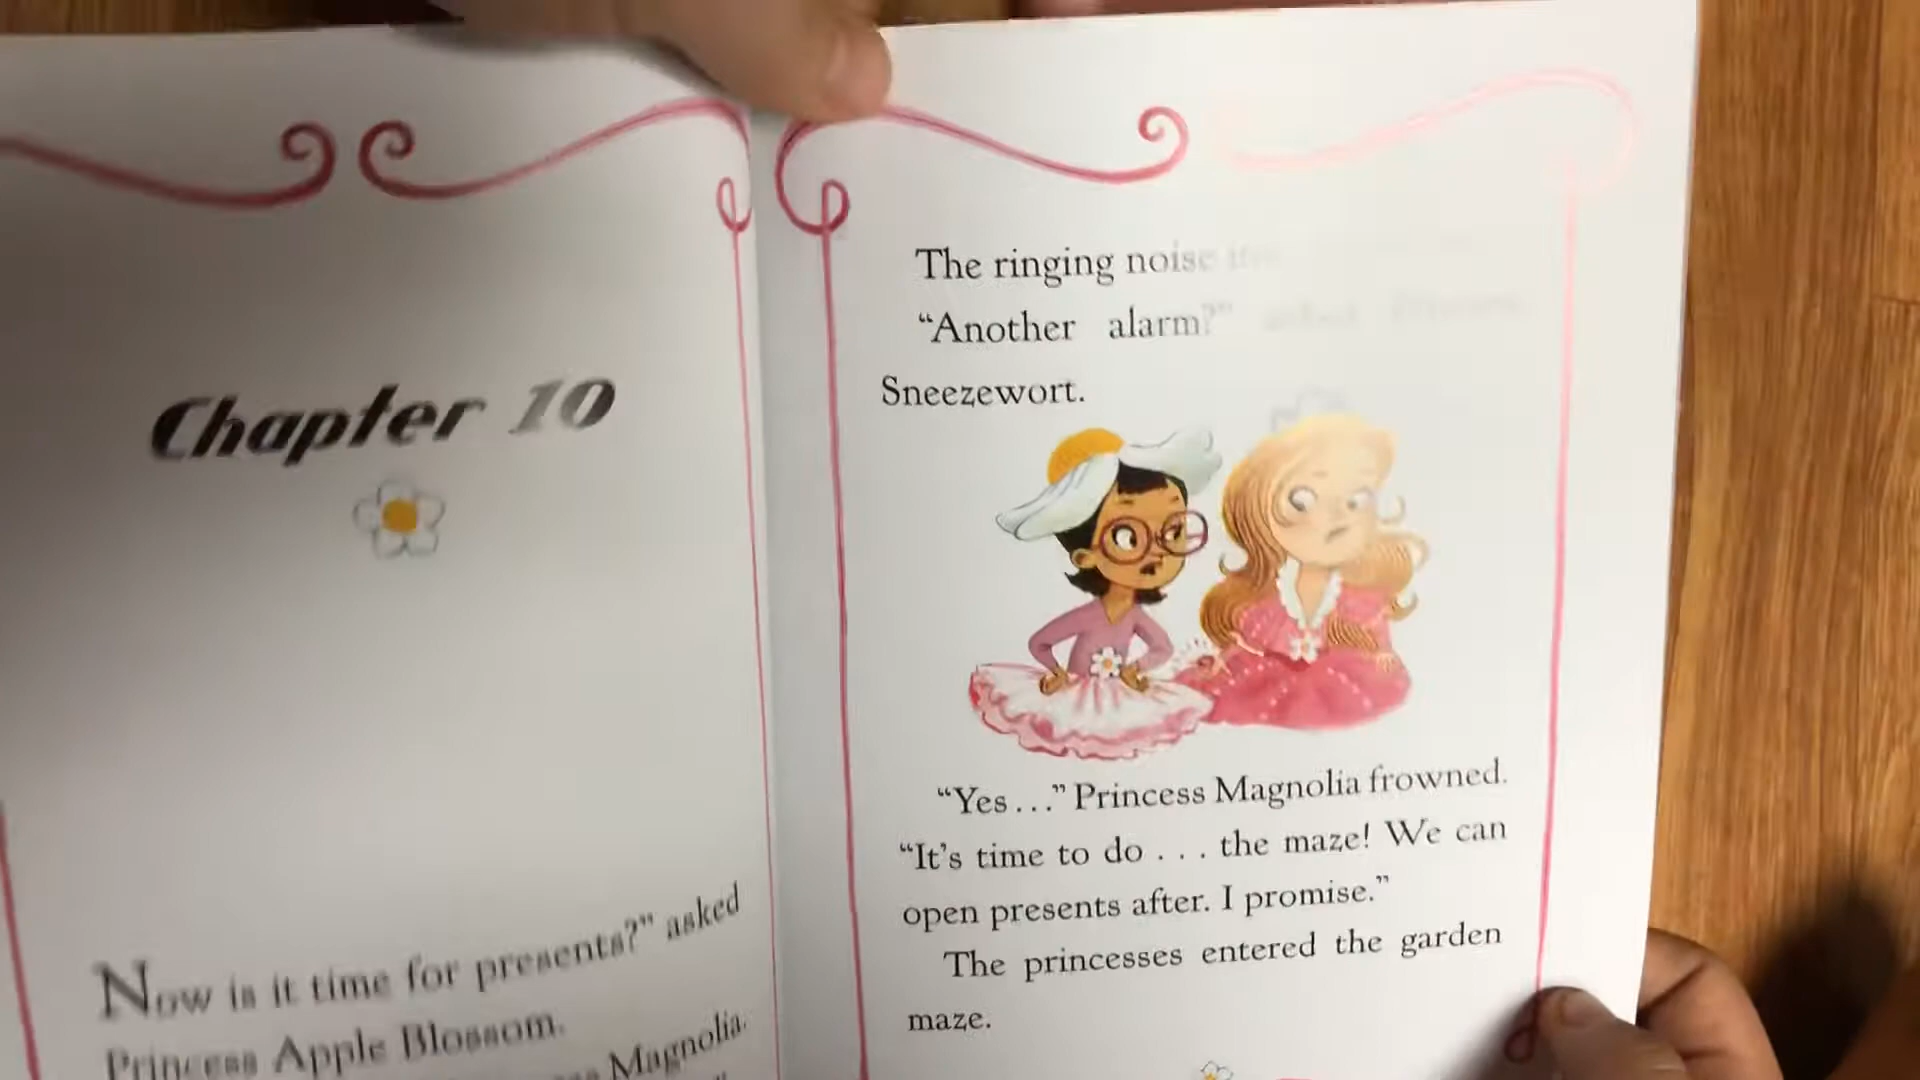 Chapter 10
Now is it time for presents?" asked
Princess Apple Blossom.
Magnolia.
The ringing noise
"Another alarm?" asked
Sneezewort.
"Yes . . ." Princess Magnolia frowned.
"It's time to do . . . the maze! We can
open presents after. I promise."
The princesses entered the garden
maze.